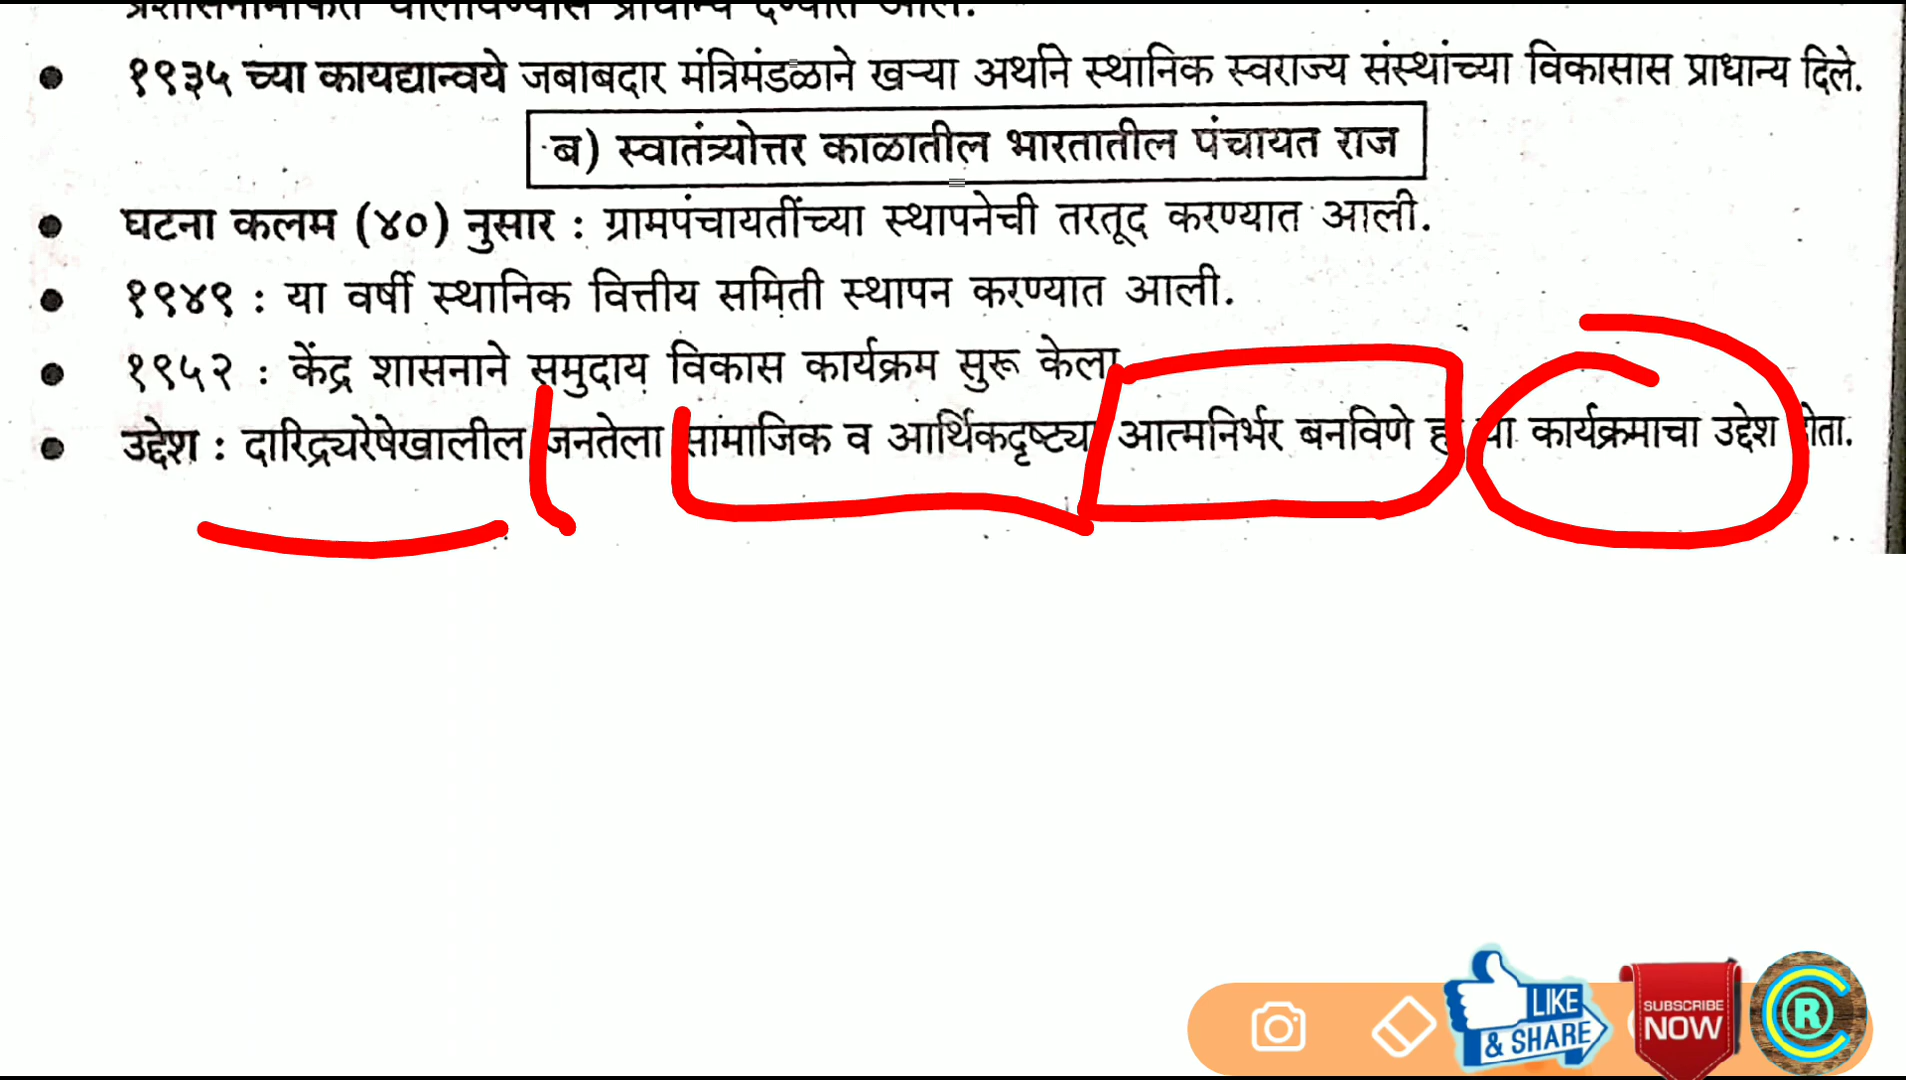 १९३५ च्या कायद्यान्वये जबाबदार मंत्रिमंडळाने खऱ्या अर्थाने स्थानिक स्वराज्य संस्थांच्या विकासास प्राधान्य दिले.
ब) स्वातंत्र्योत्तर काळातील भारतातील पंचायत राज
घटना कलम (४०) नुसार : ग्रामपंचायतींच्या स्थापनेची तरतूद करण्यात आली.
१९४९ : या वर्षी स्थानिक वित्तीय समिती स्थापन करण्यात आली.
१९५२ : केंद्र शासनाने समुदाय विकास कार्यक्रम सुरू केला
उद्देश : दारिद्र्यरेषेखालील जनतेला सामाजिक व आर्थिकदृष्ट्या आत्मनिर्भर बनविणे हा या कार्यक्रमाचा उद्देश होता.
LIKE
& SHARE
SUBSCRIBE
NOW
R